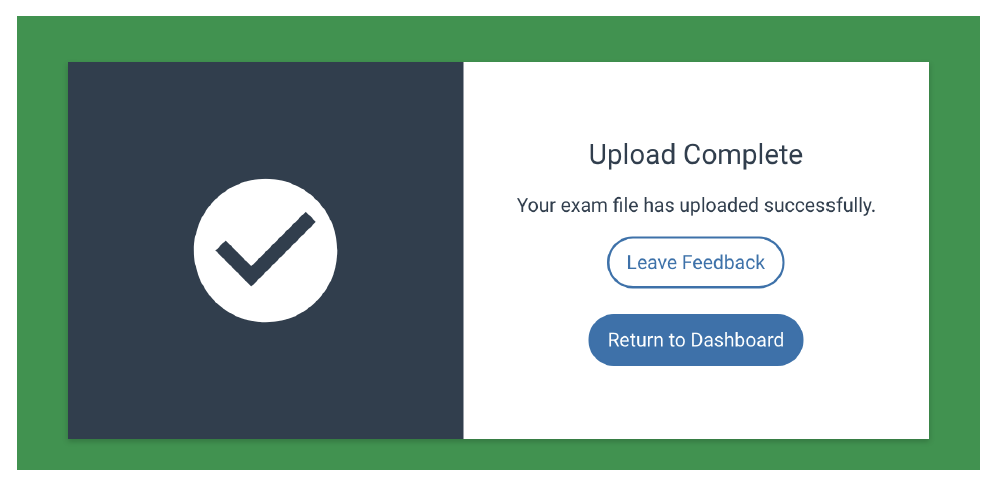 Upload Complete
Your exam file has uploaded successfully.
Leave Feedback
Return to Dashboard